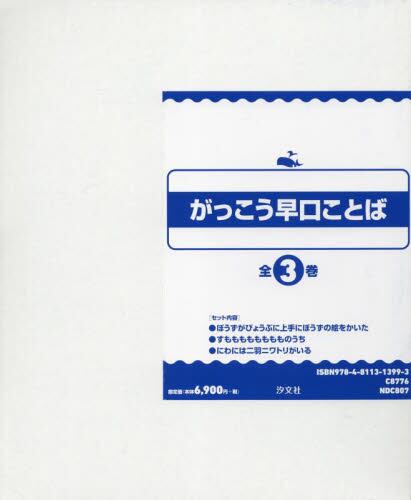 がっこう早口ことば
全3巻
[セット内容]
●ぼうずがびょうぶに上手にぼうずの絵をかいた
●すもももももももものうち
●にわには二羽ニワトリがいる
ISBN978-4-8113-1399-3
C8776
NDC807
揃定価(本体6,900円+税) 汐文社